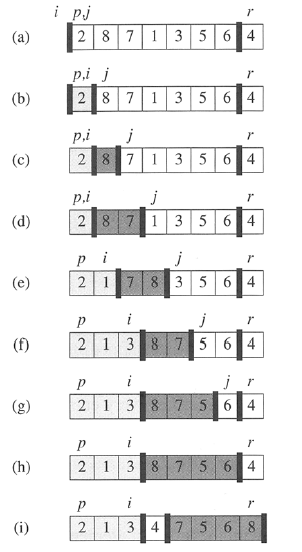 i p,j r
(a) 2 8 7 1 3 5 6 4
p,i j r
(b) 2 8 7 1 3 5 6 4
p,i j r
(c) 2 8 7 1 3 5 6 4
p,i j r
(d) 2 8 7 1 3 5 6 4
p i j r
(e) 2 1 7 8 3 5 6 4
p i j r
(f) 2 1 3 8 7 5 6 4
p i j r
(g) 2 1 3 8 7 5 6 4
p i r
(h) 2 1 3 8 7 5 6 4
p i r
(i) 2 1 3 4 7 5 6 8